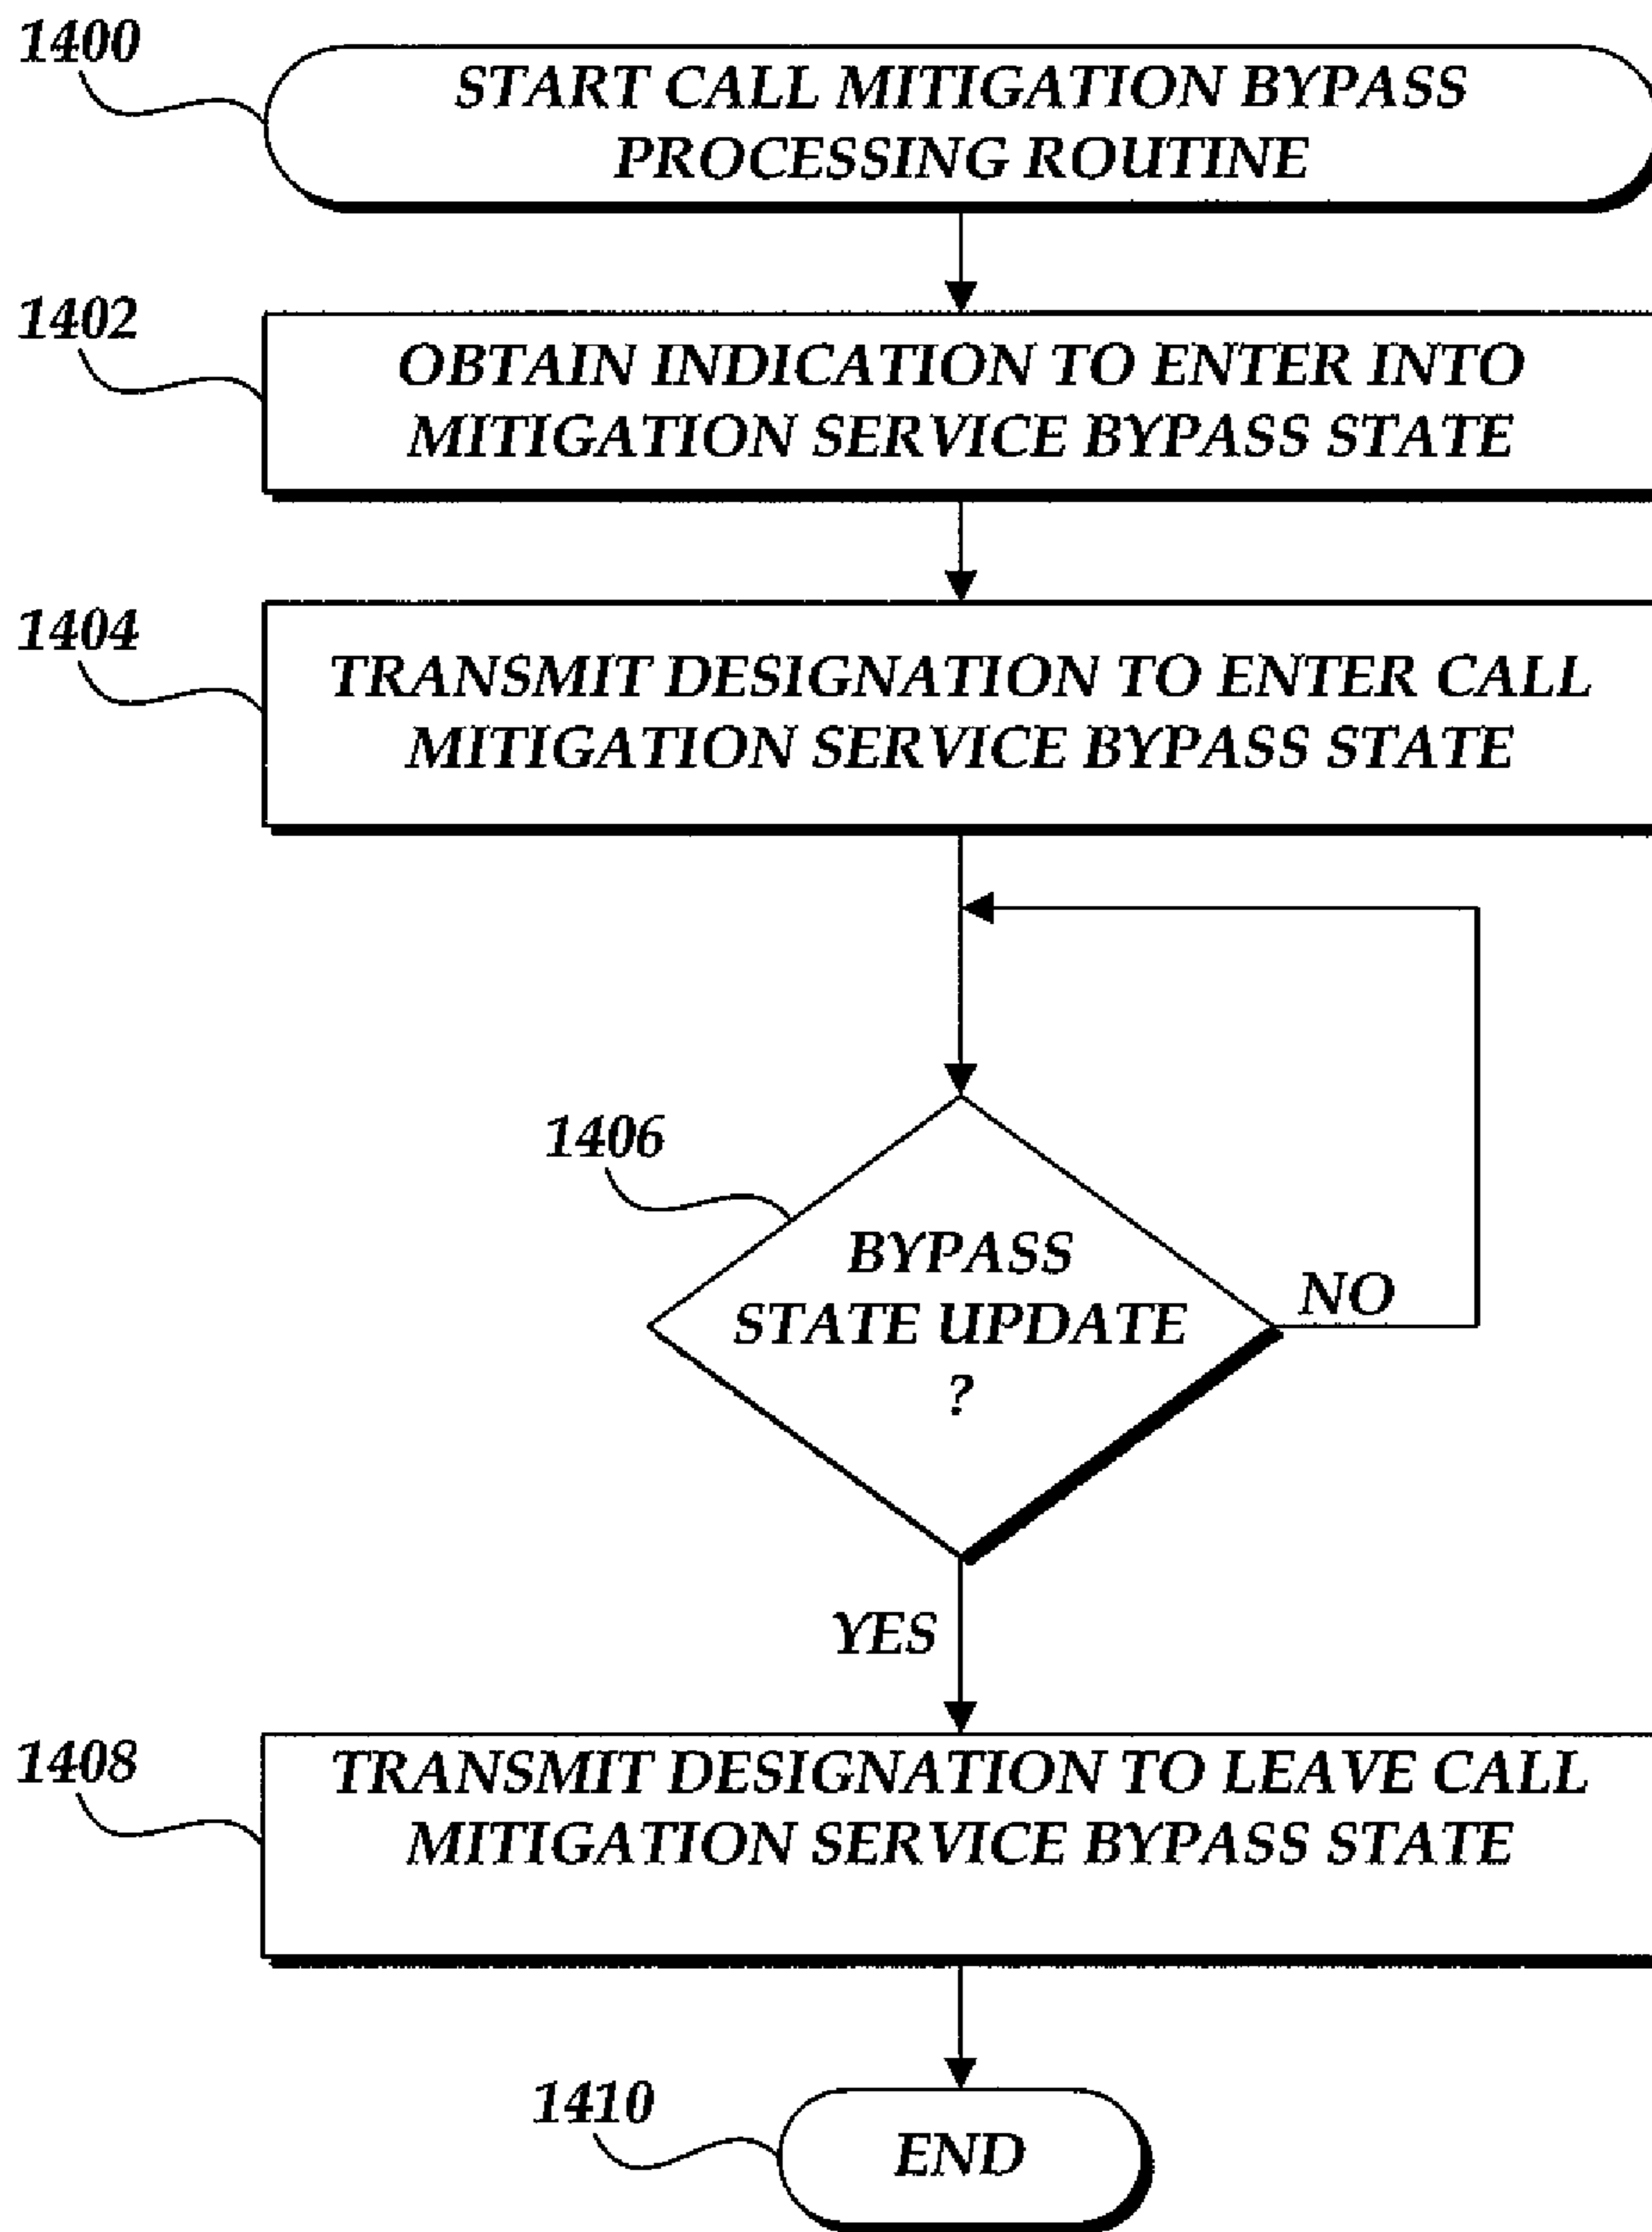 1400
START CALL MITIGATION BYPASS
PROCESSING ROUTINE
1402
OBTAIN INDICATION TO ENTER INTO
MITIGATION SERVICE BYPASS STATE
1404
TRANSMIT DESIGNATION TO ENTER CALL
MITIGATION SERVICE BYPASS STATE
1406
BYPASS
STATE UPDATE
?
NO
YES
1408
TRANSMIT DESIGNATION TO LEAVE CALL
MITIGATION SERVICE BYPASS STATE
1410
END